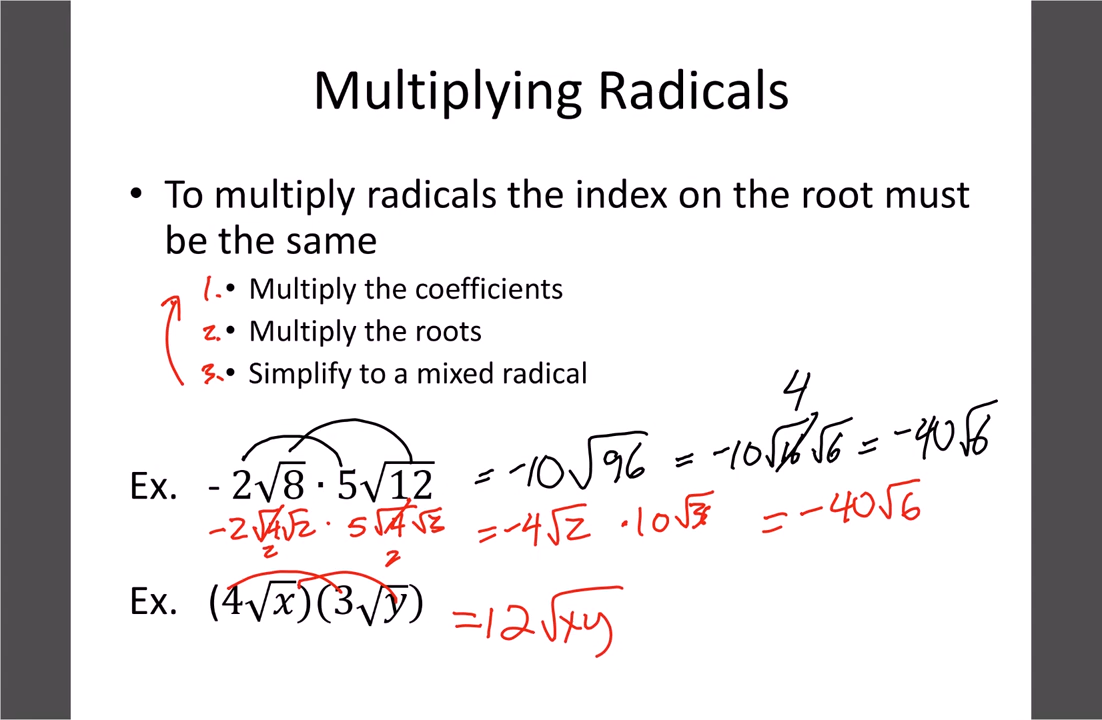 Multiplying Radicals
• To multiply radicals the index on the root must
be the same
1. • Multiply the coefficients
2. • Multiply the roots
3. • Simplify to a mixed radical
4
Ex. - 2√8 · 5√12 = -10√96 = -10√16√6 = -40√6
-2√4√2 · 5√4√3 = -4√2 · 10√3 = -40√6
2 2
Ex. (4√x)(3√y) = 12√xy